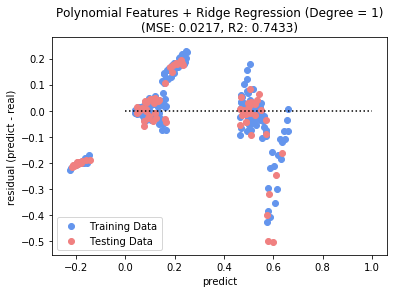 Polynomial Features + Ridge Regression (Degree = 1)
(MSE: 0.0217, R2: 0.7433)
residual (predict - real)
0.2
0.1
0.0
−0.1
−0.2
−0.3
−0.4
−0.5
Training Data
Testing Data
−0.2 0.0 0.2 0.4 0.6 0.8 1.0
predict